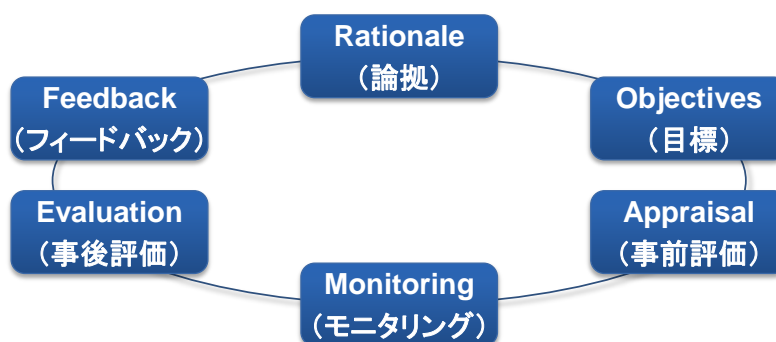 Rationale
（論拠）
Objectives
（目標）
Appraisal
（事前評価）
Monitoring
（モニタリング）
Evaluation
（事後評価）
Feedback
（フィードバック）